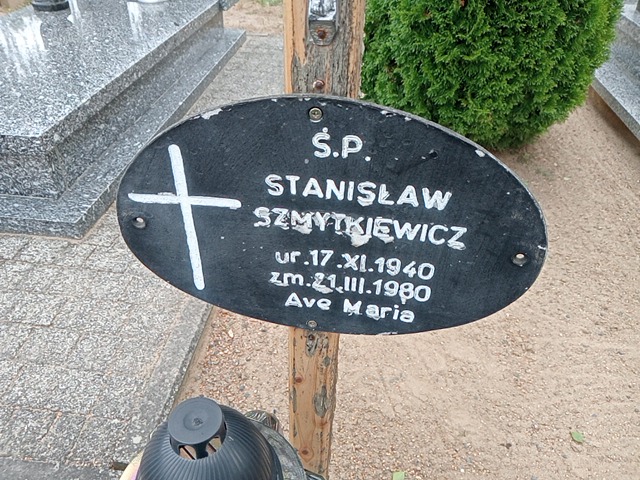 Ś.P.
STANISŁAW
SZMYTKIEWICZ
ur.17.XI.1940
zm.21.III.1980
Ave Maria